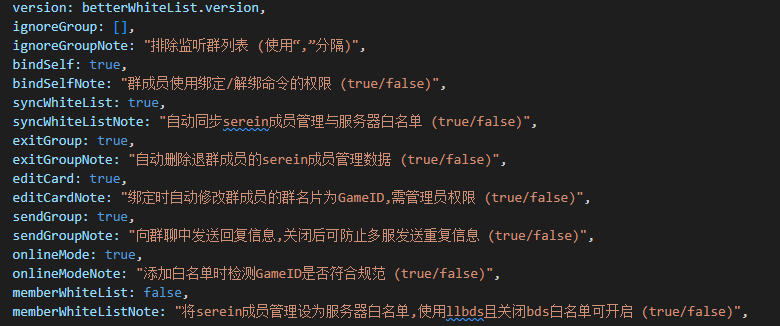 version: betterWhiteList.version,
ignoreGroup: [],
ignoreGroupNote: "排除监听群列表 (使用“,”分隔)",
bindSelf: true,
bindSelfNote: "群成员使用绑定/解绑命令的权限 (true/false)",
syncWhiteList: true,
syncWhiteListNote: "自动同步serein成员管理与服务器白名单 (true/false)",
exitGroup: true,
exitGroupNote: "自动删除退群成员的serein成员管理数据 (true/false)",
editCard: true,
editCardNote: "绑定时自动修改群成员的群名片为GameID,需管理员权限 (true/false)",
sendGroup: true,
sendGroupNote: "向群聊中发送回复信息,关闭后可防止多服发送重复信息 (true/false)",
onlineMode: true,
onlineModeNote: "添加白名单时检测GameID是否符合规范 (true/false)",
memberWhiteList: false,
memberWhiteListNote: "将serein成员管理设为服务器白名单,使用llbds且关闭bds白名单可开启 (true/false)",